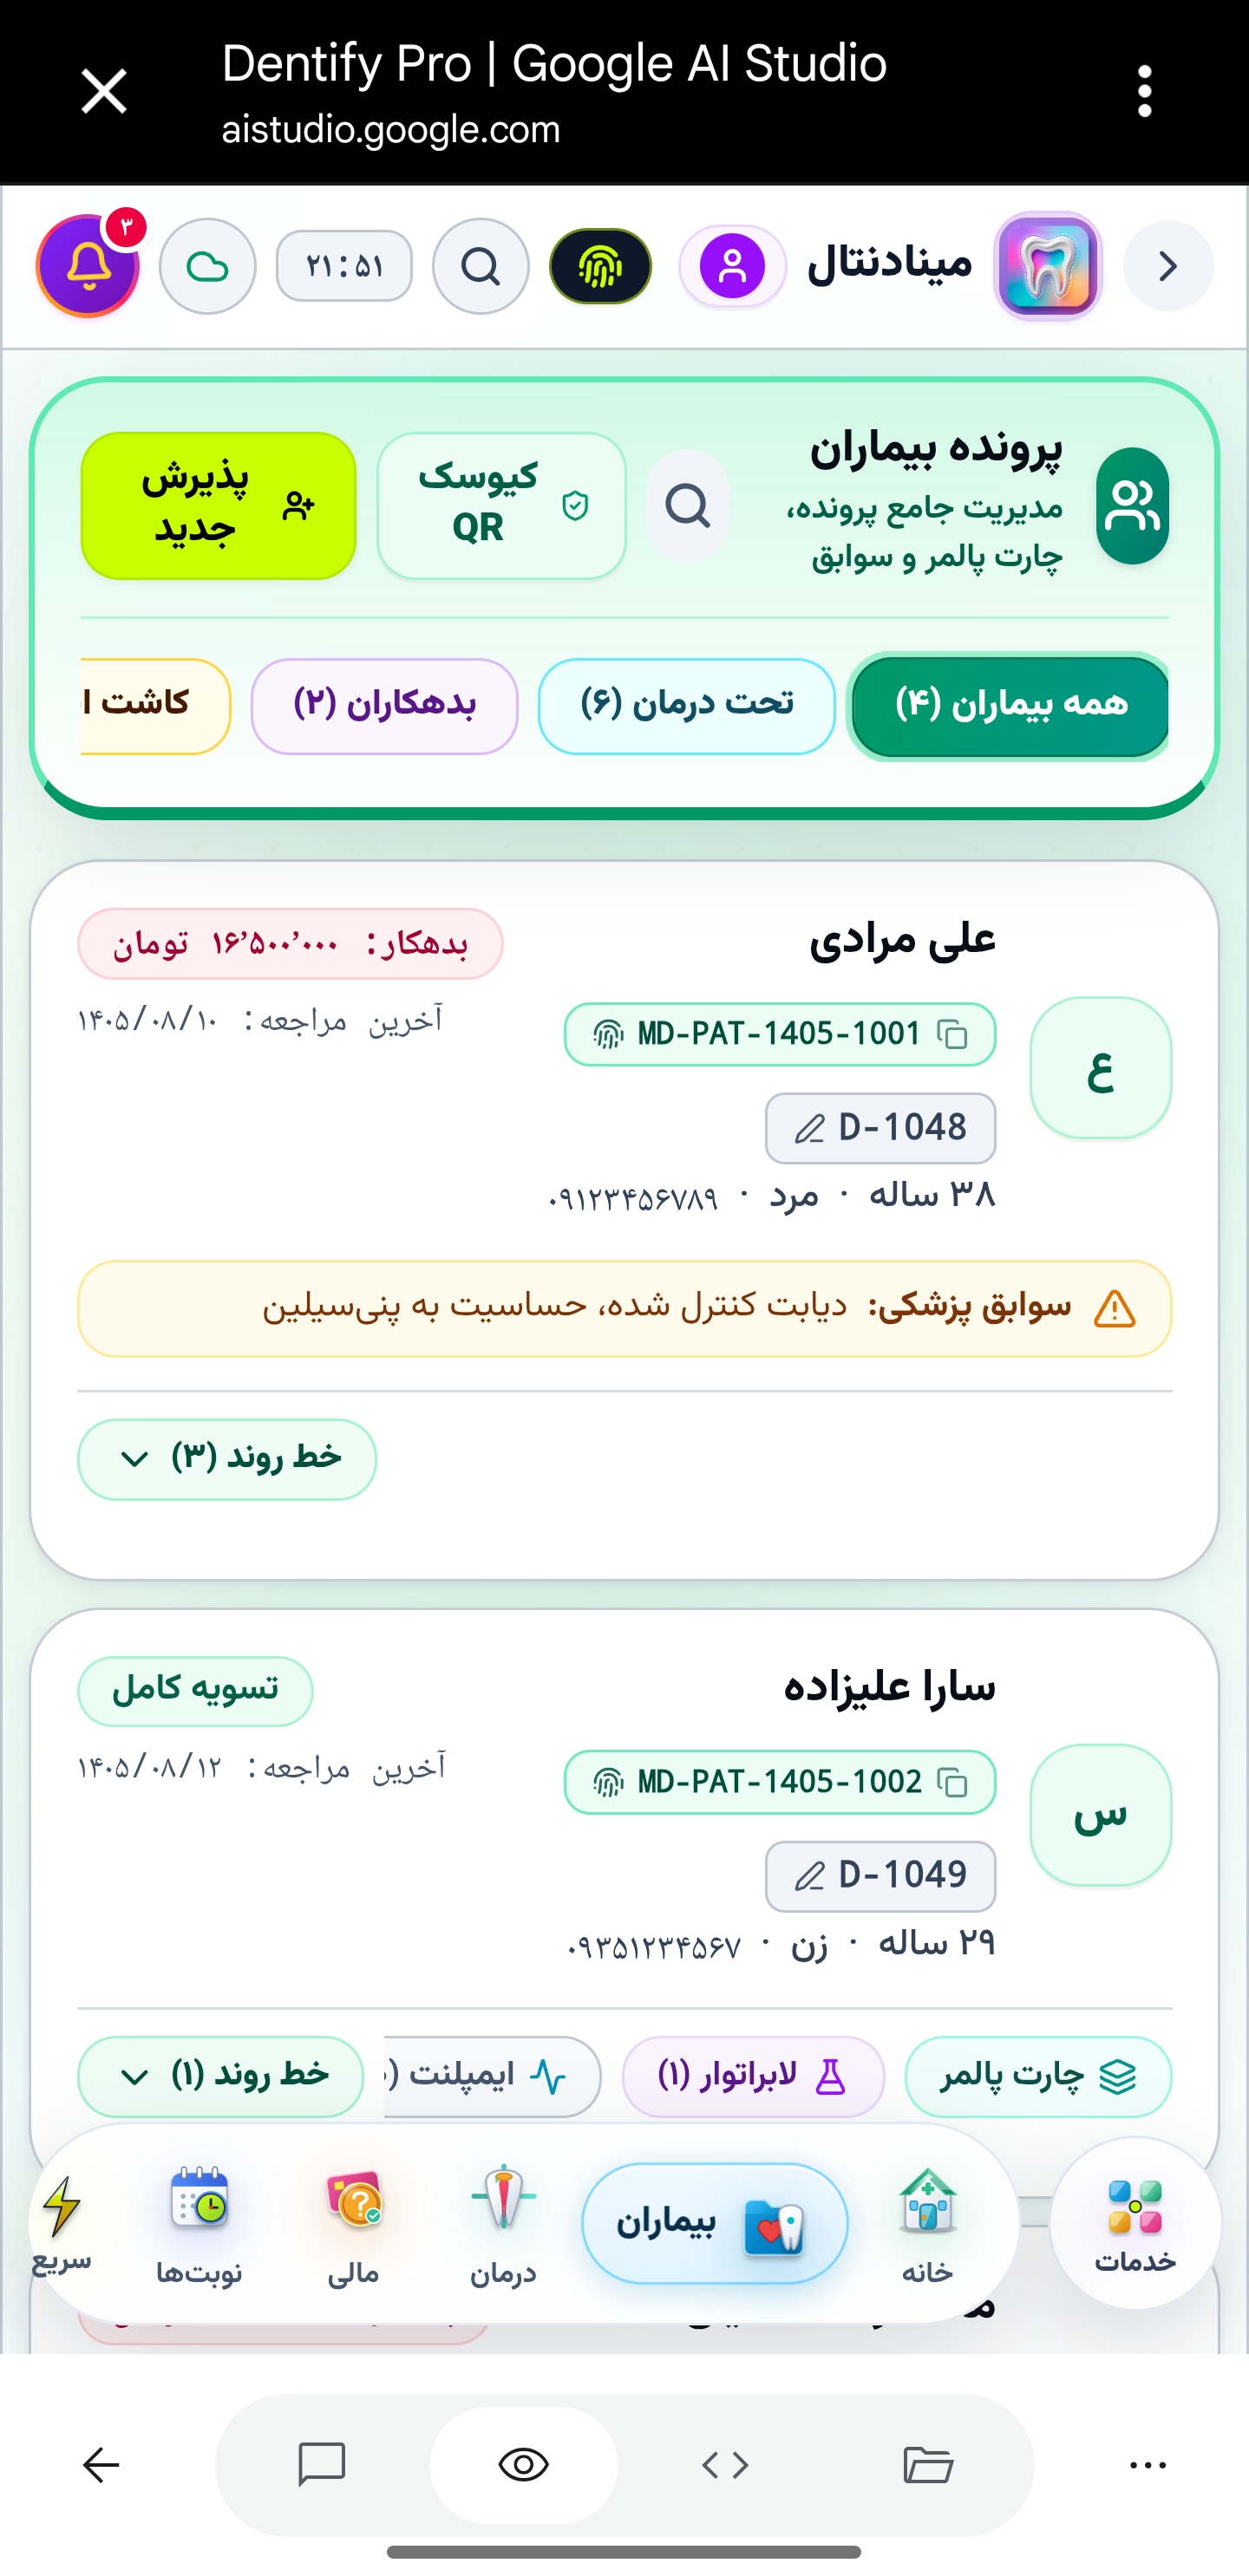 Dentify Pro | Google AI Studio
aistudio.google.com
مینادنتال
۲۱:۵۱
۳
پرونده بیماران
مدیریت جامع پرونده،
چارت پالمر و سوابق
کیوسک
QR
پذیرش
جدید
همه بیماران (۴)
تحت درمان (۶)
بدهکاران (۲)
کاشت ا
علی مرادی
بدهکار: ۱۶٬۵۰۰٬۰۰۰ تومان
آخرین مراجعه: ۱۴۰۵/۰۸/۱۰
ع
MD-PAT-1405-1001
D-1048
۳۸ ساله · مرد · ۰۹۱۲۳۴۵۶۷۸۹
سوابق پزشکی: دیابت کنترل شده، حساسیت به پنی‌سیلین
خط روند (۳)
سارا علیزاده
تسویه کامل
آخرین مراجعه: ۱۴۰۵/۰۸/۱۲
س
MD-PAT-1405-1002
D-1049
۲۹ ساله · زن · ۰۹۳۵۱۲۳۴۵۶۷
چارت پالمر
لابراتوار (۱)
ایمپلنت (
خط روند (۱)
خدمات
خانه
بیماران
درمان
مالی
نوبت‌ها
سریع